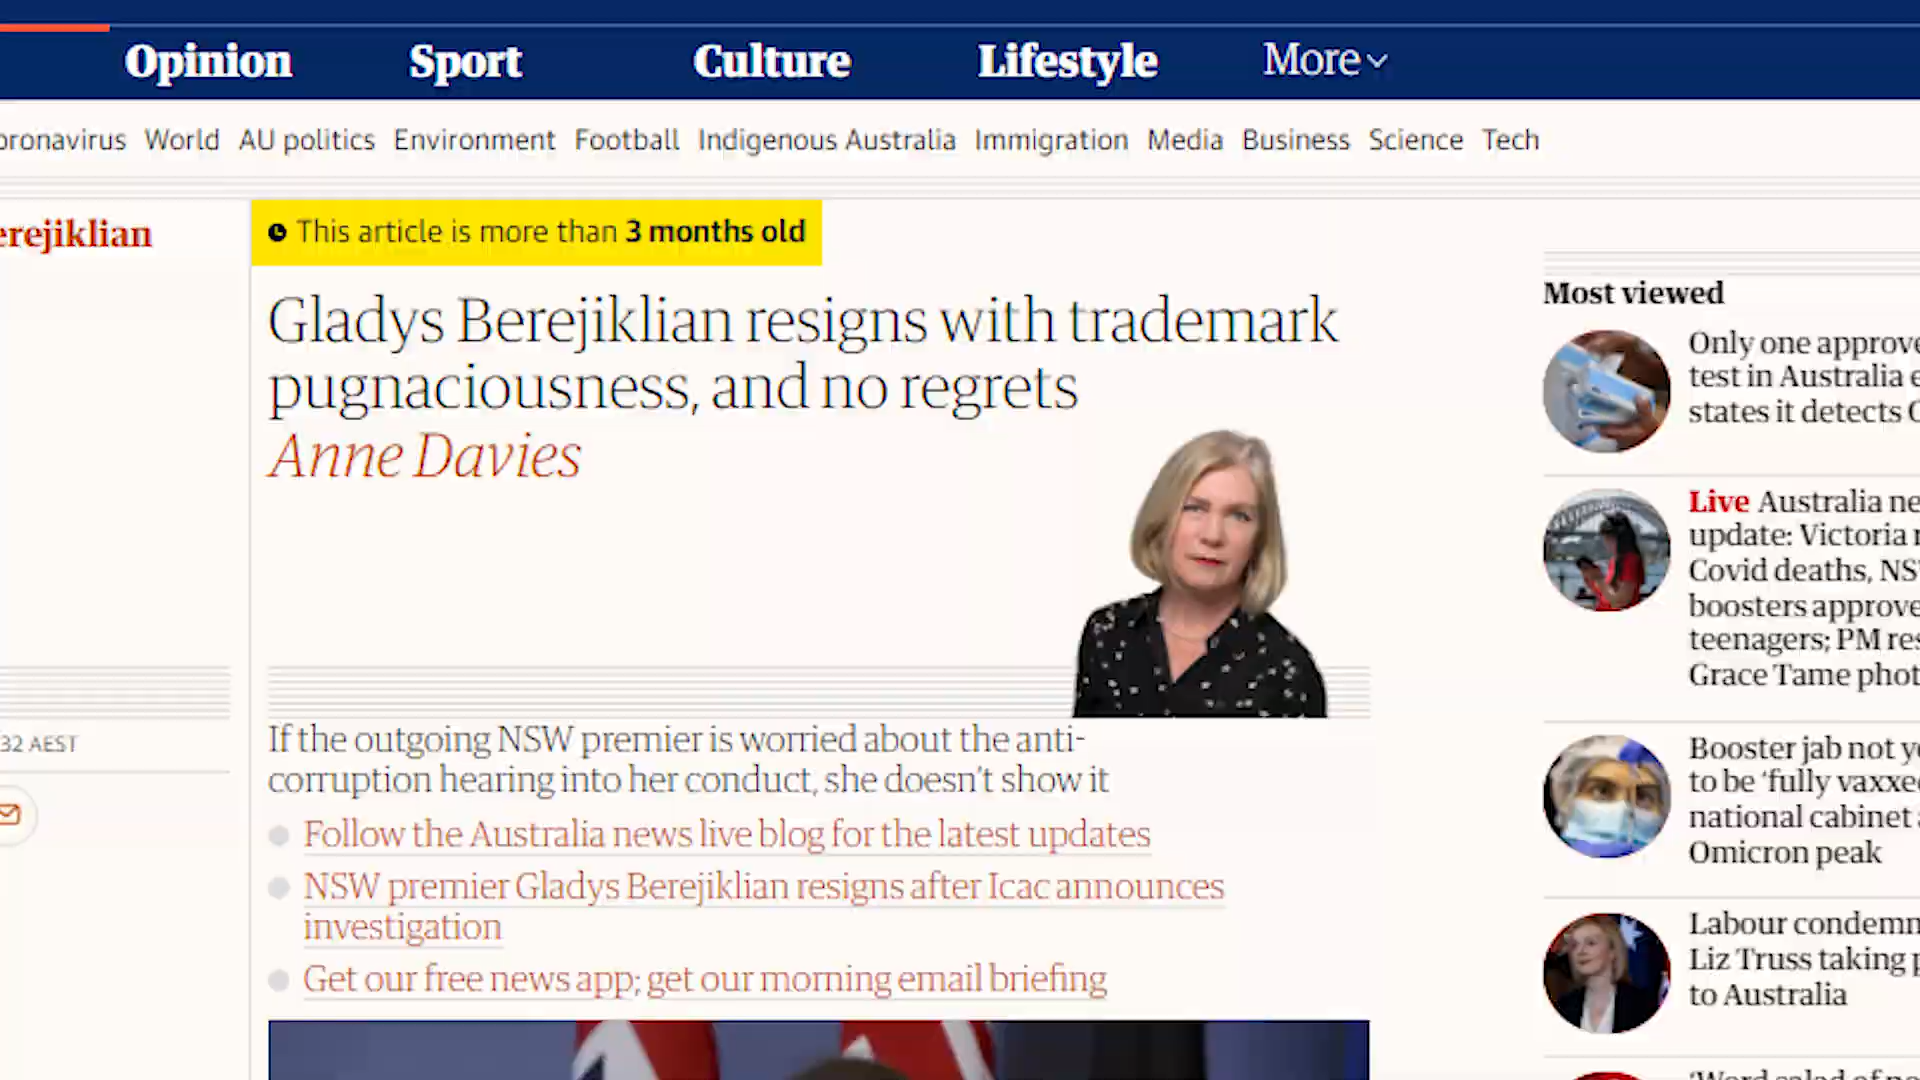 Opinion Sport Culture Lifestyle More
oronavirus World AU politics Environment Football Indigenous Australia Immigration Media Business Science Tech
erejiklian
This article is more than 3 months old
Gladys Berejiklian resigns with trademark
pugnaciousness, and no regrets
Anne Davies
If the outgoing NSW premier is worried about the anti-
corruption hearing into her conduct, she doesn't show it
Follow the Australia news live blog for the latest updates
NSW premier Gladys Berejiklian resigns after Icac announces
investigation
Get our free news app; get our morning email briefing
32 AEST
Most viewed
Only one approve
test in Australia e
states it detects O
Live Australia ne
update: Victoria r
Covid deaths, NS
boosters approve
teenagers; PM res
Grace Tame phot
Booster jab not y
to be 'fully vaxxe
national cabinet a
Omicron peak
Labour condemn
Liz Truss taking p
to Australia
'Word salad of